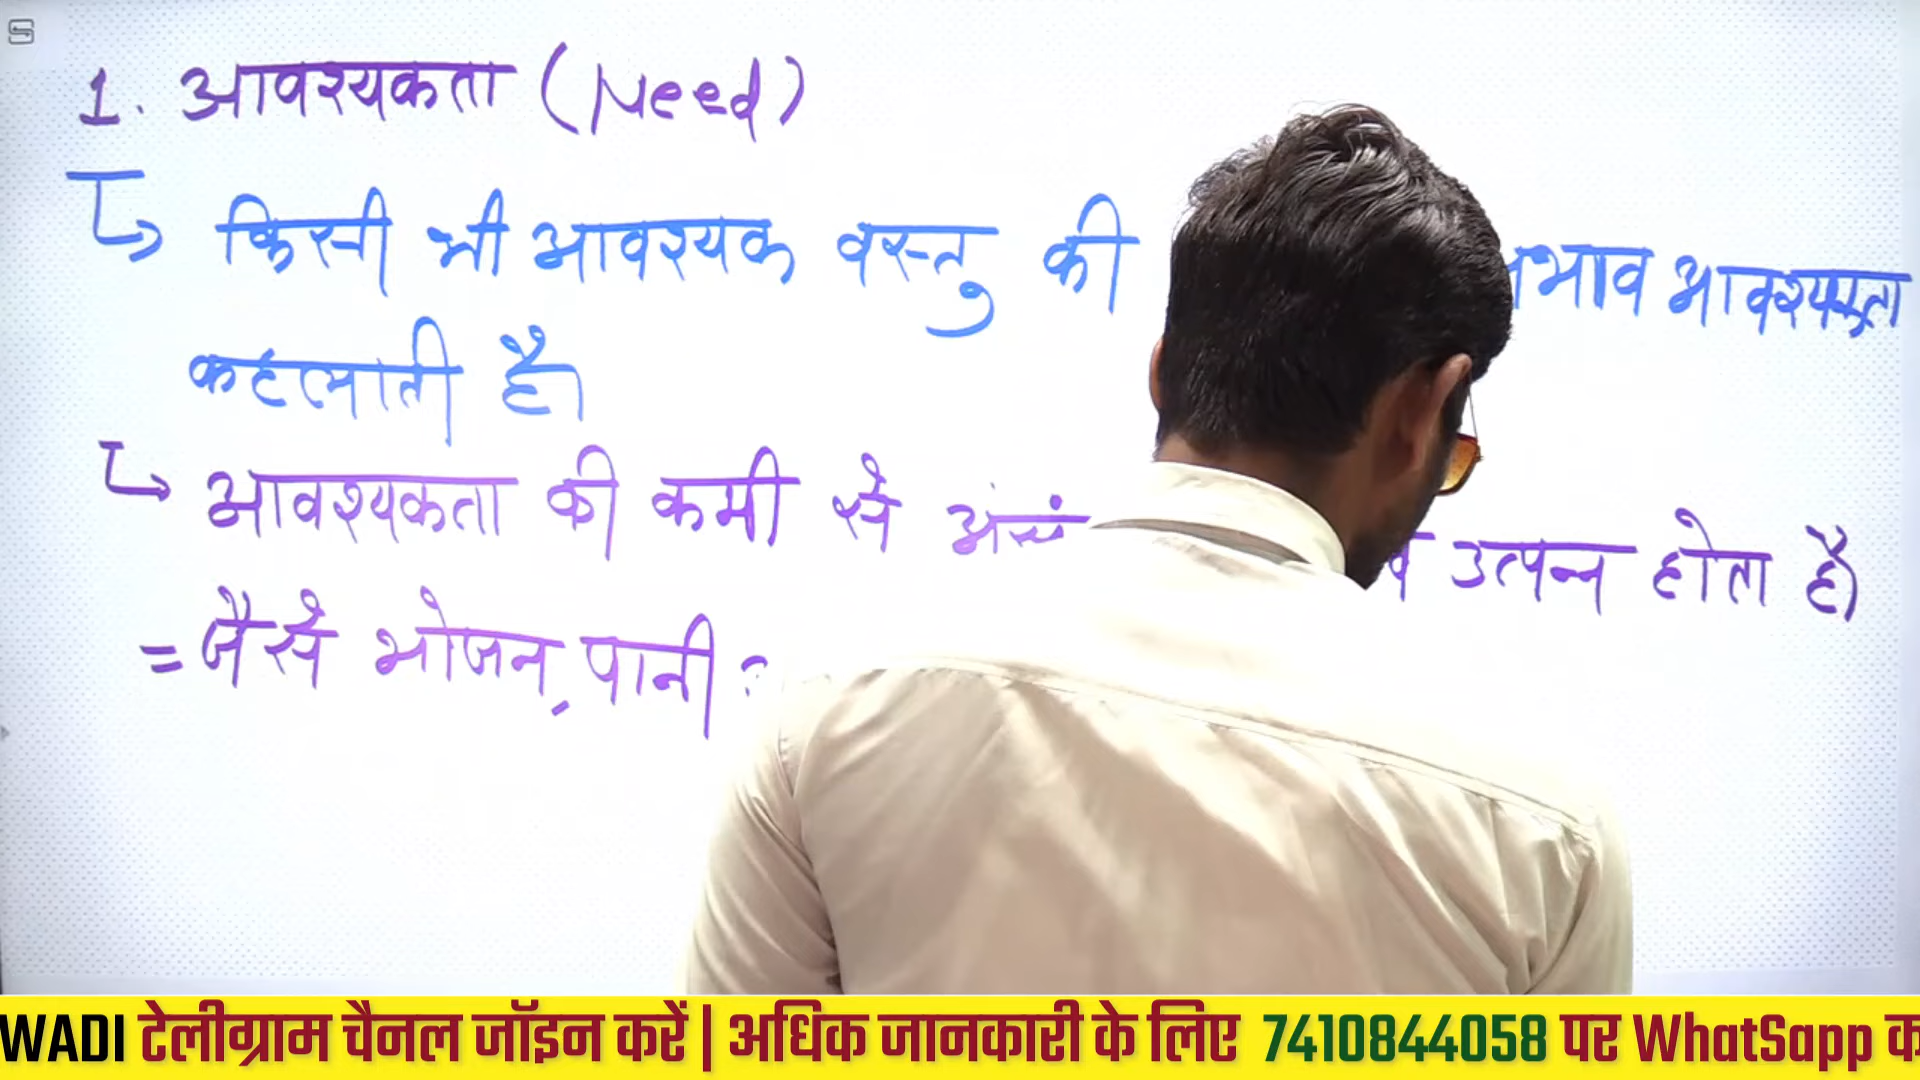 1. आवश्यकता (Need)
किसी भी आवश्यक वस्तु की आवश्यकता
कहलाती है।
आवश्यकता की कमी से उत्पन्न होता है
= जैसे भोजन, पानी
WADI टेलीग्राम चैनल जॉइन करें | अधिक जानकारी के लिए 7410844058 पर WhatSapp क